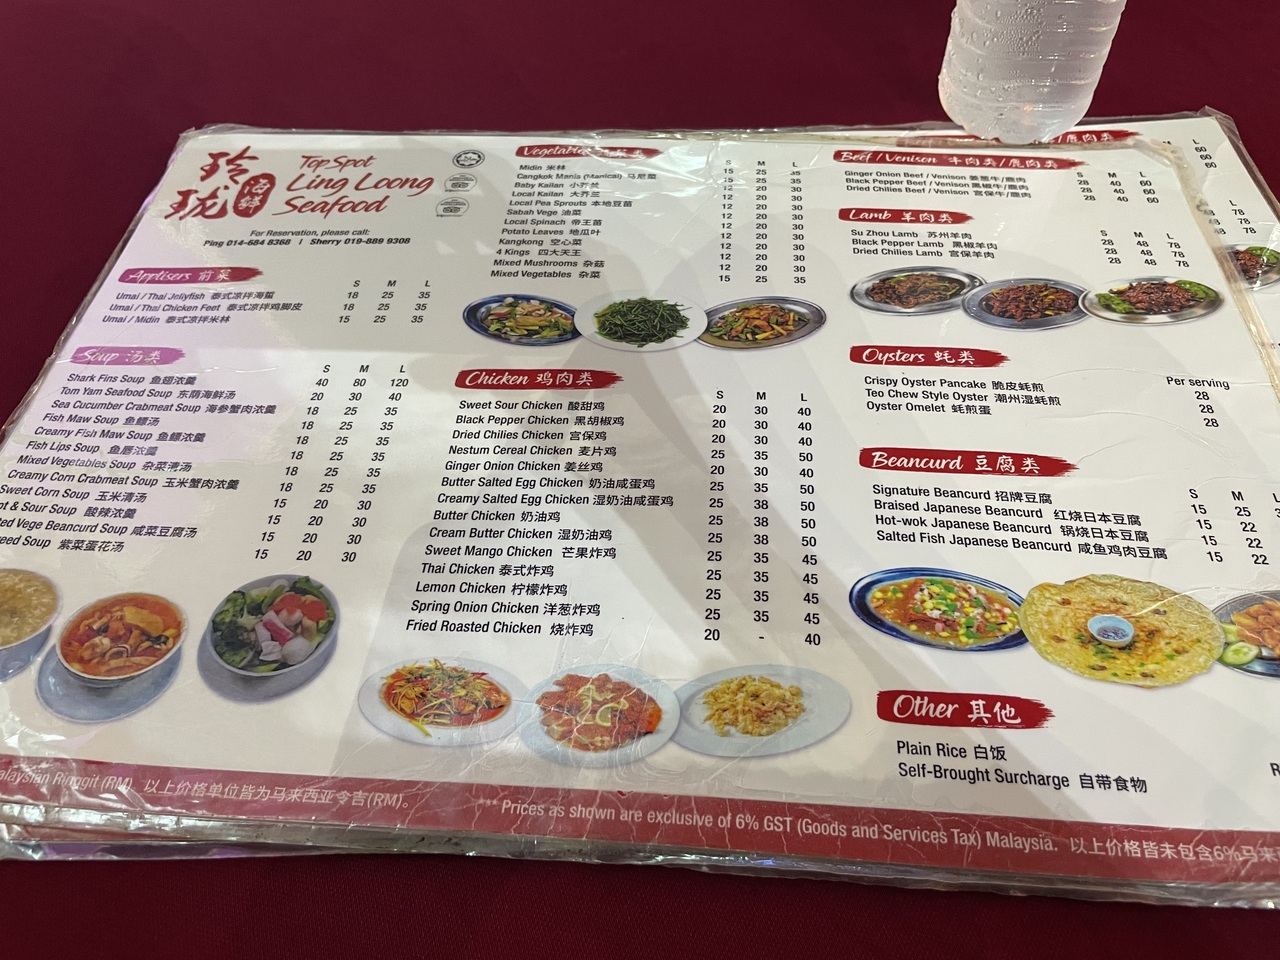 玲珑
海鲜
Top Spot
Ling Loong
Seafood
For Reservation, please call:
Ping 014-684 8368 / Sherry 019-889 9308
Apptisers 前菜
S M L
Umai / Thai Jellyfish 泰式凉拌海蜇 18 25 35
Umai / Thai Chicken Feet 泰式凉拌鸡脚皮 18 25 35
Umai / Midin 泰式凉拌米林 15 25 35
Soup 汤类
S M L
Shark Fins Soup 鱼翅浓羹 40 80 120
Tom Yam Seafood Soup 东荫海鲜汤 20 30 40
Sea Cucumber Crabmeat Soup 海参蟹肉浓羹 18 25 35
Fish Maw Soup 鱼鳔汤 18 25 35
Creamy Fish Maw Soup 鱼鳔浓羹 18 25 35
Fish Lips Soup 鱼唇浓羹 18 25 35
Mixed Vegetables Soup 杂菜清汤 18 25 35
Creamy Corn Crabmeat Soup 玉米蟹肉浓羹 18 25 35
Sweet Corn Soup 玉米清汤 15 20 30
& Sour Soup 酸辣浓羹 15 20 30
Vege Beancurd Soup 咸菜豆腐汤 15 20 30
Soup 紫菜蛋花汤 15 20 30
Vegetables
S M L
Midin 米林 15 25 35
Cangkok Manis (Manicai) 马尼菜 15 25 35
Baby Kailan 小芥兰 12 20 30
Local Kailan 大芥兰 12 20 30
Local Pea Sprouts 本地豆苗 12 20 30
Sabah Vege 油菜 12 20 30
Local Spinach 帝王苗 12 20 30
Potato Leaves 地瓜叶 12 20 30
Kangkong 空心菜 12 20 30
4 Kings 四大天王 12 20 30
Mixed Mushrooms 杂菇 12 20 30
Mixed Vegetables 杂菜 15 25 35
Chicken 鸡肉类
S M L
Sweet Sour Chicken 酸甜鸡 20 30 40
Black Pepper Chicken 黑胡椒鸡 20 30 40
Dried Chilies Chicken 宫保鸡 20 30 40
Nestum Cereal Chicken 麦片鸡 25 35 50
Ginger Onion Chicken 姜丝鸡 20 30 40
Butter Salted Egg Chicken 奶油咸蛋鸡 25 35 50
Creamy Salted Egg Chicken 湿奶油咸蛋鸡 25 38 50
Butter Chicken 奶油鸡 25 38 50
Cream Butter Chicken 湿奶油鸡 25 38 50
Sweet Mango Chicken 芒果炸鸡 25 35 45
Thai Chicken 泰式炸鸡 25 35 45
Lemon Chicken 柠檬炸鸡 25 35 45
Spring Onion Chicken 洋葱炸鸡 25 35 45
Fried Roasted Chicken 烧炸鸡 20 - 40
Beef / Venison 牛肉类/鹿肉类
S M L
Ginger Onion Beef / Venison 姜葱牛/鹿肉 28 40 60
Black Pepper Beef / Venison 黑椒牛/鹿肉 28 40 60
Dried Chilies Beef / Venison 宫保牛/鹿肉 28 40 60
Lamb 羊肉类
S M L
Su Zhou Lamb 苏州羊肉 28 48 78
Black Pepper Lamb 黑椒羊肉 28 48 78
Dried Chilies Lamb 宫保羊肉 28 48 78
Oysters 蚝类
Per serving
Crispy Oyster Pancake 脆皮蚝煎 28
Teo Chew Style Oyster 潮州湿蚝煎 28
Oyster Omelet 蚝煎蛋 28
Beancurd 豆腐类
S M L
Signature Beancurd 招牌豆腐 15 25
Braised Japanese Beancurd 红烧日本豆腐 15 22
Hot-wok Japanese Beancurd 锅烧日本豆腐 15 22
Salted Fish Japanese Beancurd 咸鱼鸡肉豆腐 15 22
Other 其他
Plain Rice 白饭
Self-Brought Surcharge 自带食物
/鹿肉类
L
60
60
60
L
78
78
78
Ringgit (RM) 以上价格单位皆为马来西亚令吉(RM)。
*** Prices as shown are exclusive of 6% GST (Goods and Services Tax) Malaysia. 以上价格皆未包含6%马来